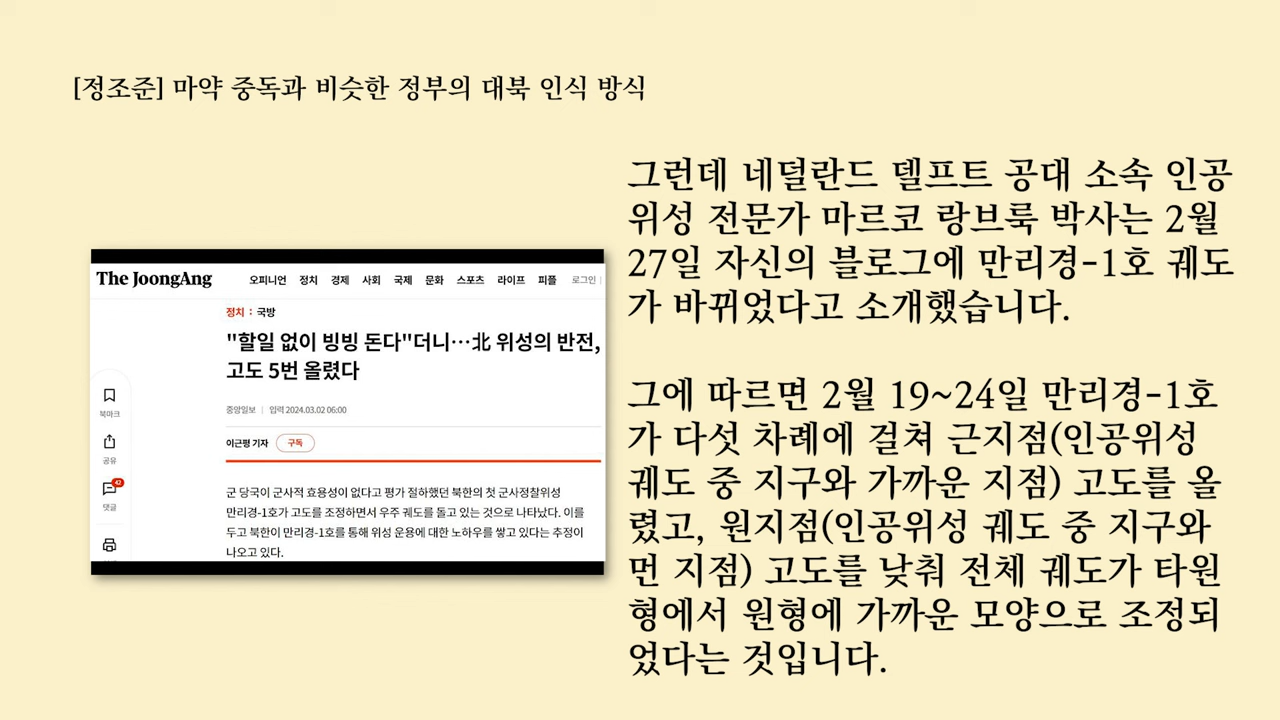 [정조준] 마약 중독과 비슷한 정부의 대북 인식 방식
The JoongAng
오피니언 정치 경제 사회 국제 문화 스포츠 라이프 피플 로그인
정치 : 국방
"할일 없이 빙빙 돈다"더니…北 위성의 반전,
고도 5번 올렸다
중앙일보 | 입력 2024.03.02 06:00
이근평 기자 구독
북마크
공유
42
댓글
군 당국이 군사적 효용성이 없다고 평가 절하했던 북한의 첫 군사정찰위성
만리경-1호가 고도를 조정하면서 우주 궤도를 돌고 있는 것으로 나타났다. 이를
두고 북한이 만리경-1호를 통해 위성 운용에 대한 노하우를 쌓고 있다는 추정이
나오고 있다.
그런데 네덜란드 델프트 공대 소속 인공
위성 전문가 마르코 랑브룩 박사는 2월
27일 자신의 블로그에 만리경-1호 궤도
가 바뀌었다고 소개했습니다.
그에 따르면 2월 19~24일 만리경-1호
가 다섯 차례에 걸쳐 근지점(인공위성
궤도 중 지구와 가까운 지점) 고도를 올
렸고, 원지점(인공위성 궤도 중 지구와
먼 지점) 고도를 낮춰 전체 궤도가 타원
형에서 원형에 가까운 모양으로 조정되
었다는 것입니다.